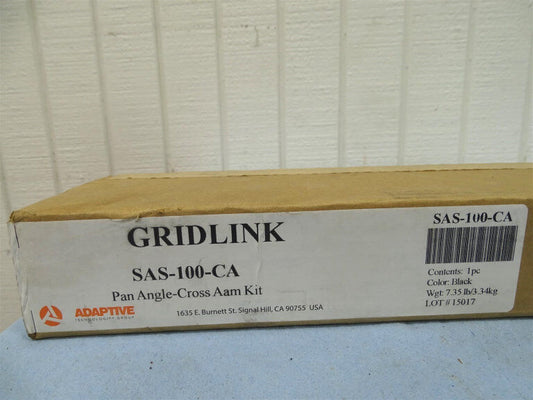 GRIDLINK
SAS-100-CA
Pan Angle-Cross Aam Kit
ADAPTIVE
TECHNOLOGIES GROUP
1635 E. Burnett St. Signal Hill, CA 90755 USA
SAS-100-CA
Contents: 1pc
Color: Black
Wgt: 7.35 lb/3.34kg
LOT # 15017